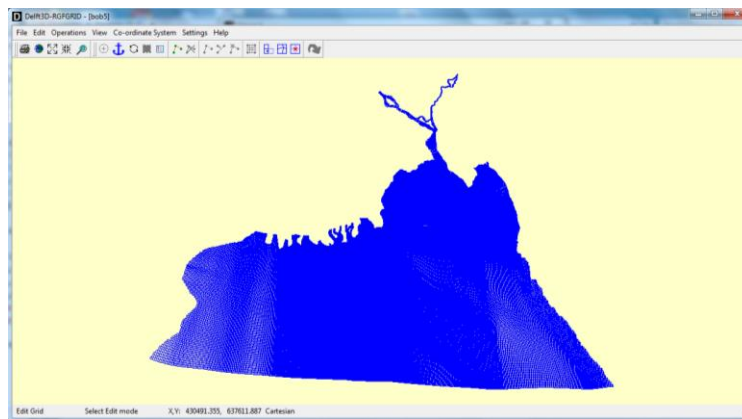 Delft3D-RGFGRID - [bob5]
File Edit Operations View Co-ordinate System Settings Help
Edit Grid Select Edit mode X,Y: 430491.355, 637611.887 Cartesian